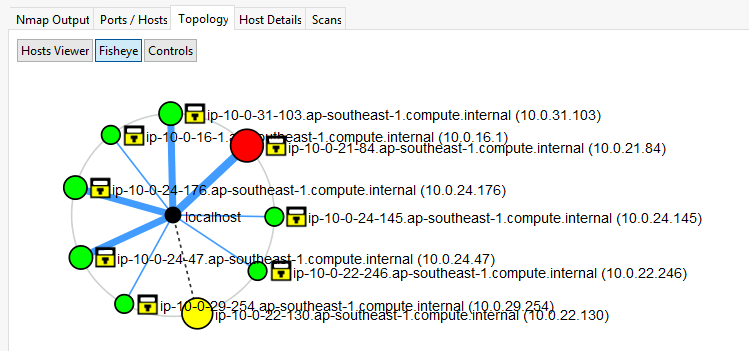 Nmap Output Ports / Hosts Topology Host Details Scans
Hosts Viewer Fisheye Controls
ip-10-0-31-103.ap-southeast-1.compute.internal (10.0.31.103)
ip-10-0-16-1.ap-southeast-1.compute.internal (10.0.16.1)
ip-10-0-21-84.ap-southeast-1.compute.internal (10.0.21.84)
ip-10-0-24-176.ap-southeast-1.compute.internal (10.0.24.176)
localhost
ip-10-0-24-145.ap-southeast-1.compute.internal (10.0.24.145)
ip-10-0-24-47.ap-southeast-1.compute.internal (10.0.24.47)
ip-10-0-22-246.ap-southeast-1.compute.internal (10.0.22.246)
ip-10-0-29-254.ap-southeast-1.compute.internal (10.0.29.254)
ip-10-0-22-130.ap-southeast-1.compute.internal (10.0.22.130)